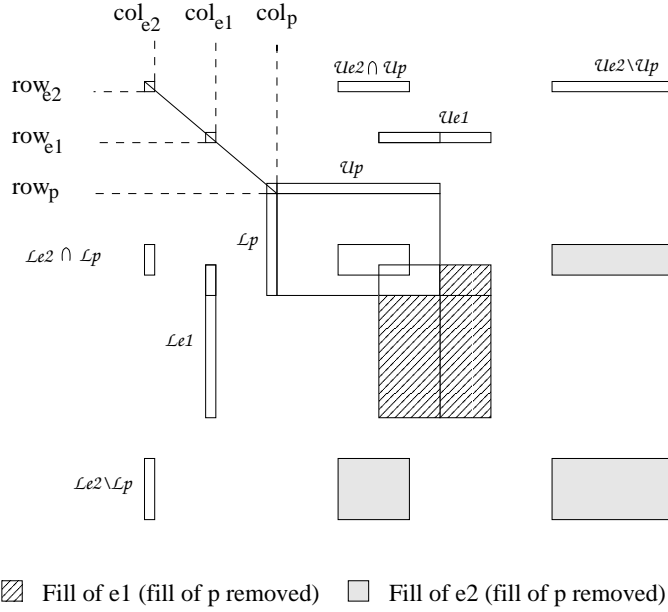 col_e2 col_e1 col_p
row_e2
Ue2 ∩ Up
Ue2\Up
row_e1
Ue1
row_p
Up
Lp
Le2 ∩ Lp
Le1
Le2\Lp
Fill of e1 (fill of p removed) Fill of e2 (fill of p removed)